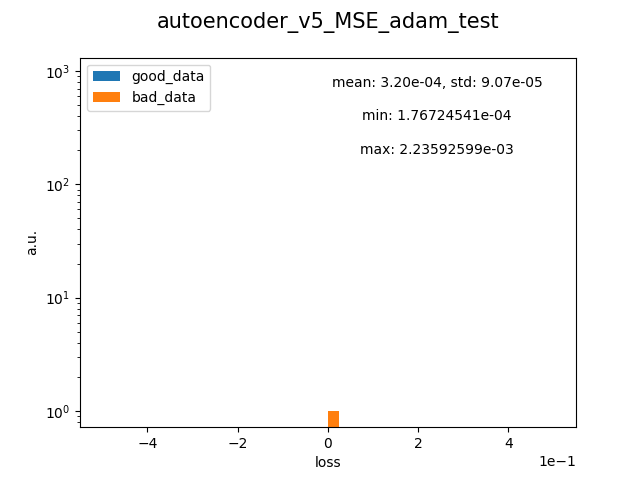 autoencoder_v5_MSE_adam_test
good_data
bad_data
mean: 3.20e-04, std: 9.07e-05
min: 1.76724541e-04
max: 2.23592599e-03
a.u.
10³
10²
10¹
10⁰
−4
−2
0
2
4
loss
1e−1